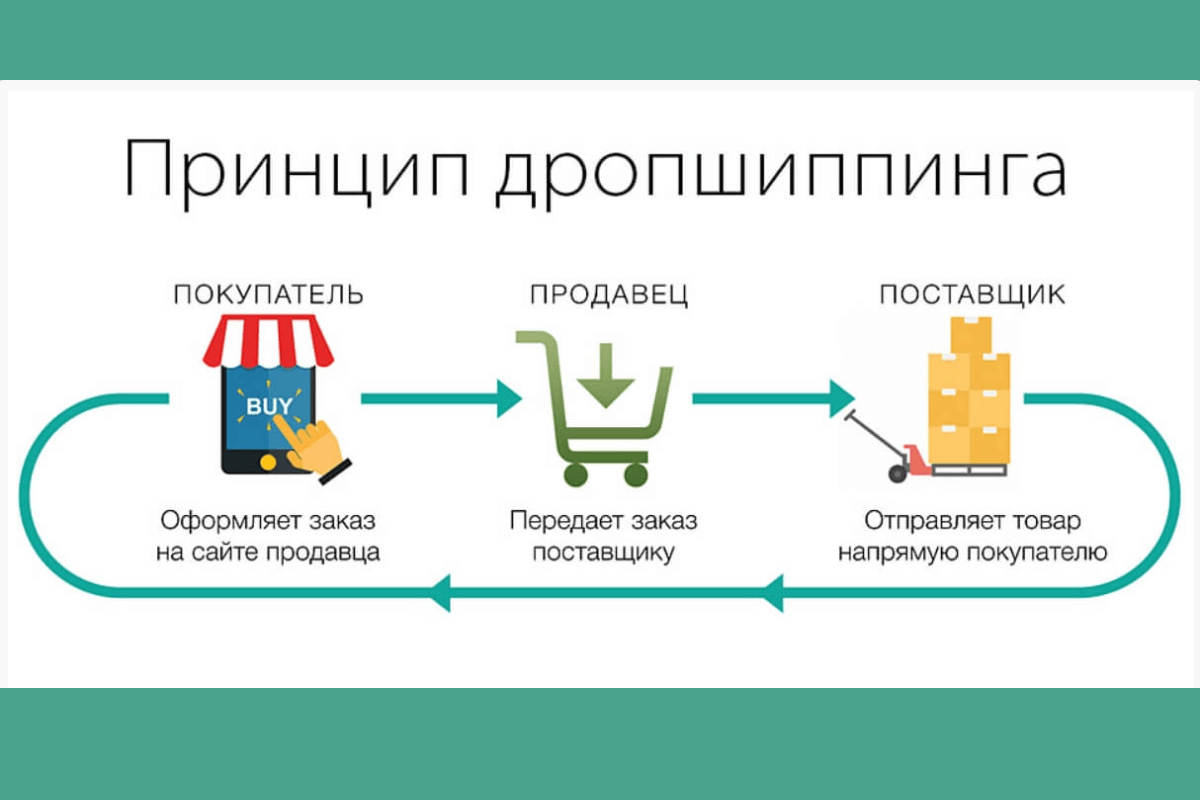 Принцип дропшиппинга
ПОКУПАТЕЛЬ
BUY
Оформляет заказ
на сайте продавца
ПРОДАВЕЦ
Передает заказ
поставщику
ПОСТАВЩИК
Отправляет товар
напрямую покупателю